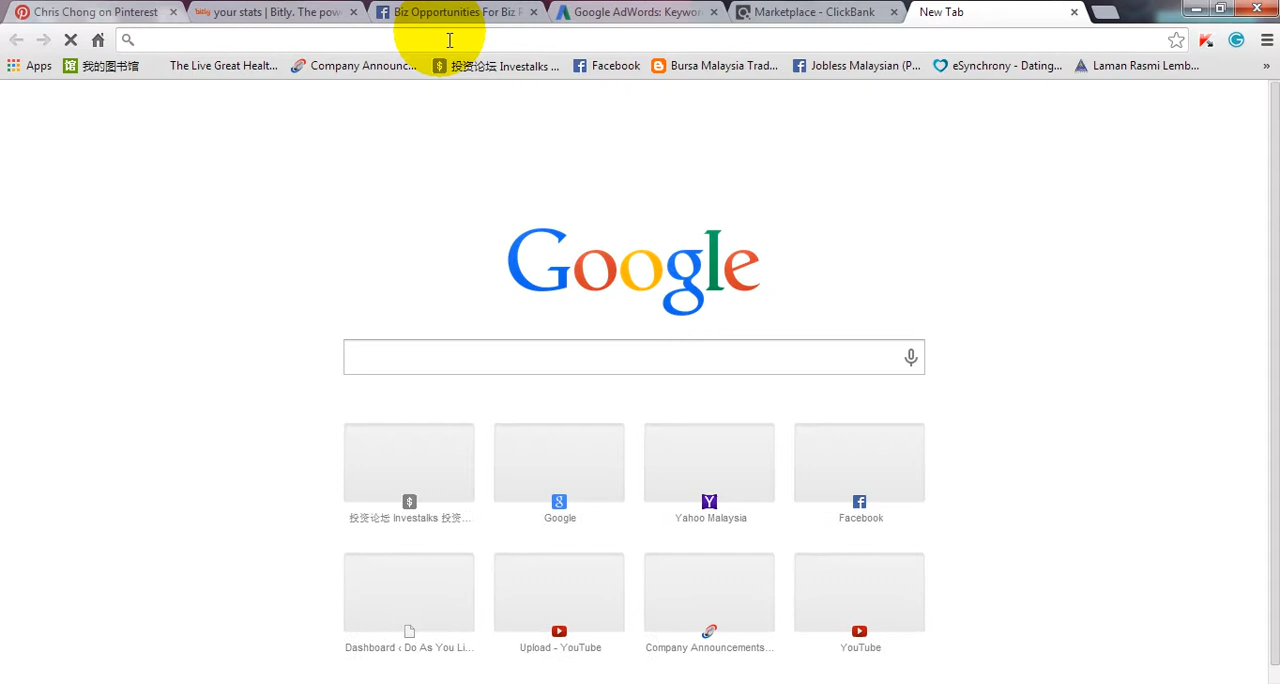 Chris Chong on Pinterest
bitly your stats | Bitly. The pow
Biz Opportunities For Biz P
Google AdWords: Keywor
Marketplace - ClickBank
New Tab
Apps
我的图书馆
The Live Great Healt...
Company Announc...
投资论坛 Investalks ...
Facebook
Bursa Malaysia Trad...
Jobless Malaysian (P...
eSynchrony - Dating...
Laman Rasmi Lemb...
»
Google
投资论坛 Investalks 投资...
Google
Yahoo Malaysia
Facebook
Dashboard ‹ Do As You Li...
Upload - YouTube
Company Announcements...
YouTube